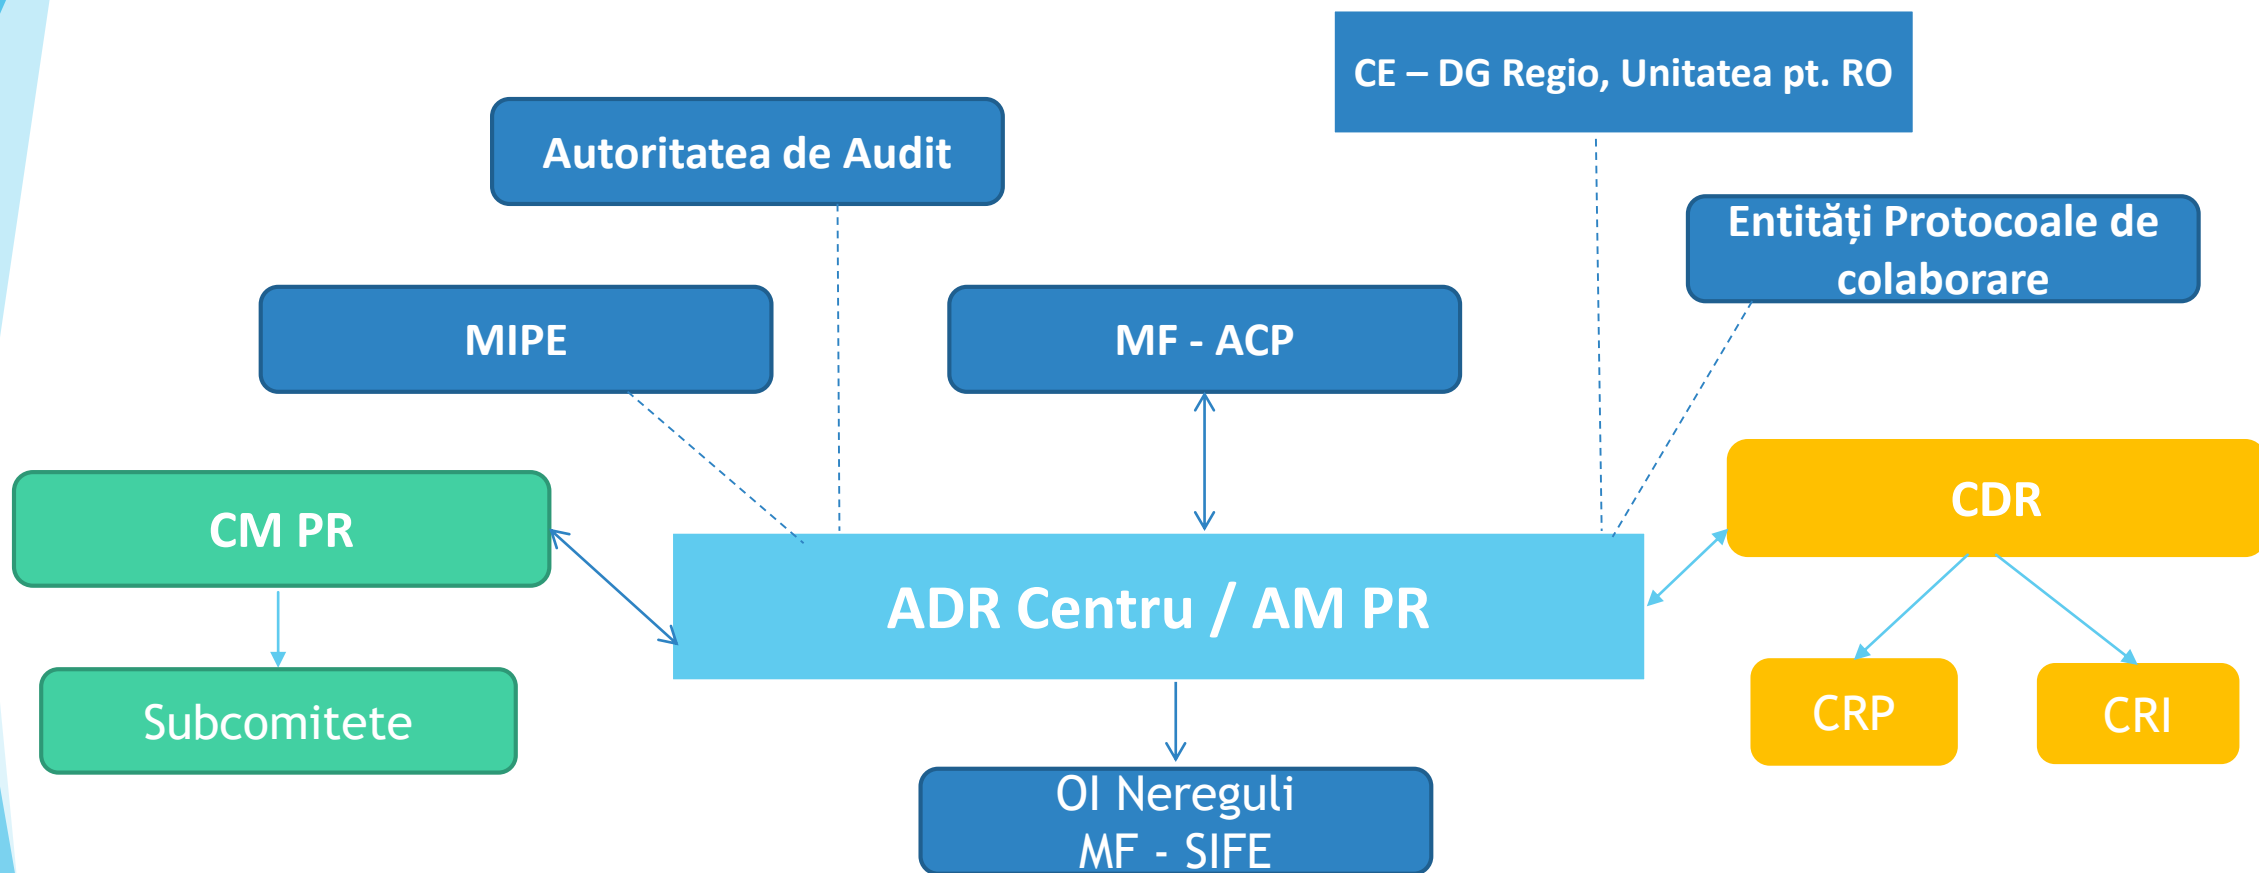 CE – DG Regio, Unitatea pt. RO
Autoritatea de Audit
Entități Protocoale de
colaborare
MIPE
MF - ACP
CM PR
CDR
ADR Centru / AM PR
Subcomitete
CRP
CRI
OI Nereguli
MF - SIFE